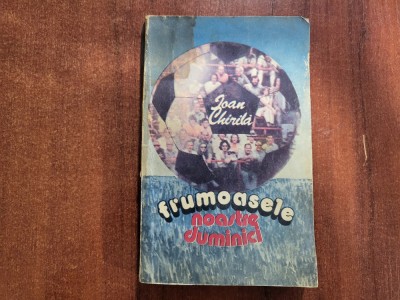 Ioan
Chirilă
frumoasele
noastre
duminici